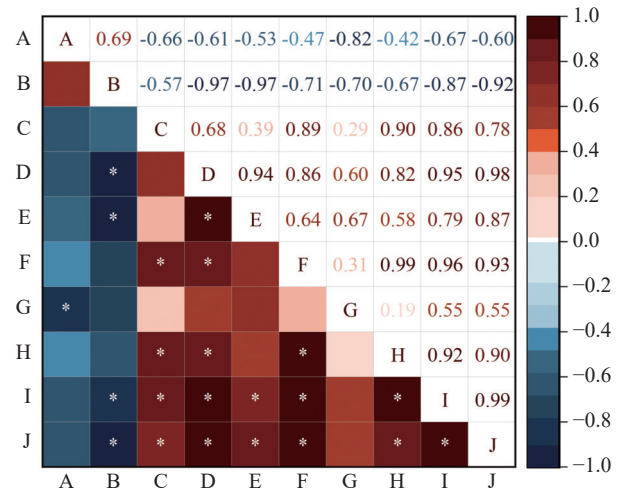 A A 0.69 -0.66 -0.61 -0.53 -0.47 -0.82 -0.42 -0.67 -0.60 1.0
B B -0.57 -0.97 -0.97 -0.71 -0.70 -0.67 -0.87 -0.92 0.8
C C 0.68 0.39 0.89 0.29 0.90 0.86 0.78 0.6
D * D 0.94 0.86 0.60 0.82 0.95 0.98 0.4
E * * E 0.64 0.67 0.58 0.79 0.87 0.2
F * * F 0.31 0.99 0.96 0.93 0.0
G * G 0.19 0.55 0.55 −0.2
H * * * H 0.92 0.90 −0.4
I * * * * * * I 0.99 −0.6
J * * * * * * * J −0.8
A B C D E F G H I J −1.0